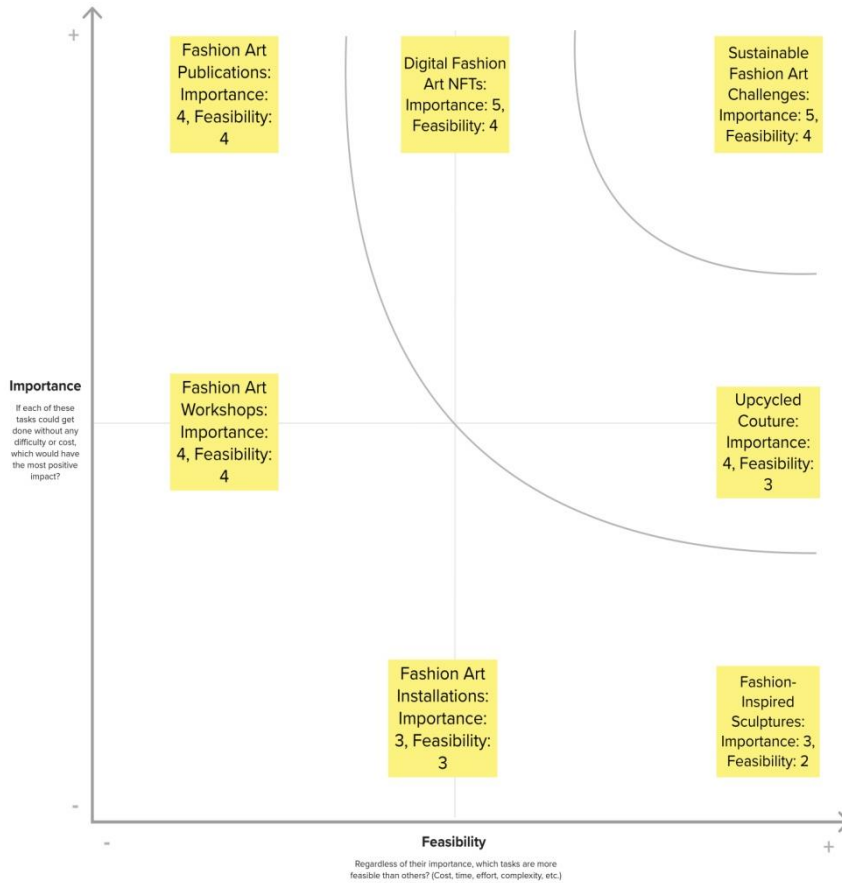 +
Fashion Art
Publications:
Importance:
4, Feasibility:
4
Digital Fashion
Art NFTs:
Importance: 5,
Feasibility: 4
Sustainable
Fashion Art
Challenges:
Importance: 5,
Feasibility: 4
Importance
If each of these
tasks could get
done without any
difficulty or cost,
which would have
the most positive
impact?
Fashion Art
Workshops:
Importance:
4, Feasibility:
4
Upcycled
Couture:
Importance:
4, Feasibility:
3
Fashion Art
Installations:
Importance:
3, Feasibility:
3
Fashion-
Inspired
Sculptures:
Importance: 3,
Feasibility: 2
-
-
Feasibility
+
Regardless of their importance, which tasks are more
feasible than others? (Cost, time, effort, complexity, etc.)